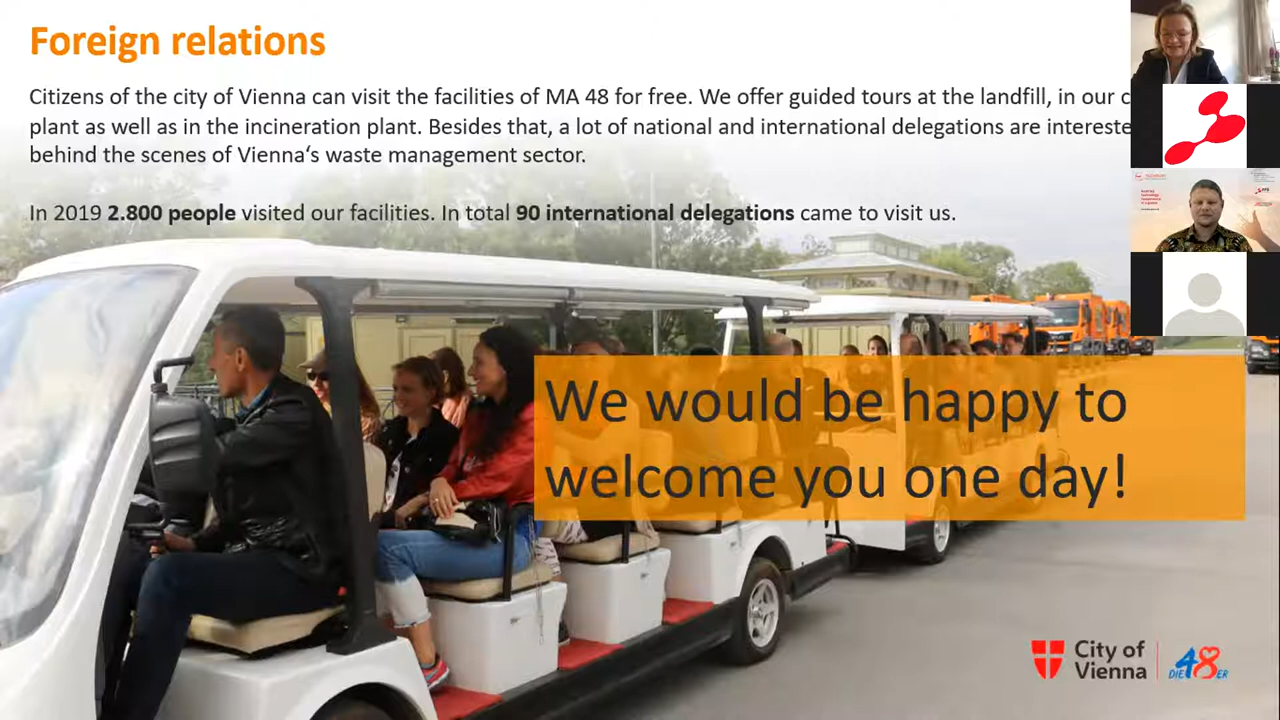 Foreign relations
Citizens of the city of Vienna can visit the facilities of MA 48 for free. We offer guided tours at the landfill, in our c
plant as well as in the incineration plant. Besides that, a lot of national and international delegations are intereste
behind the scenes of Vienna's waste management sector.
In 2019 2.800 people visited our facilities. In total 90 international delegations came to visit us.
We would be happy to
welcome you one day!
City of
Vienna
DIE 48ER